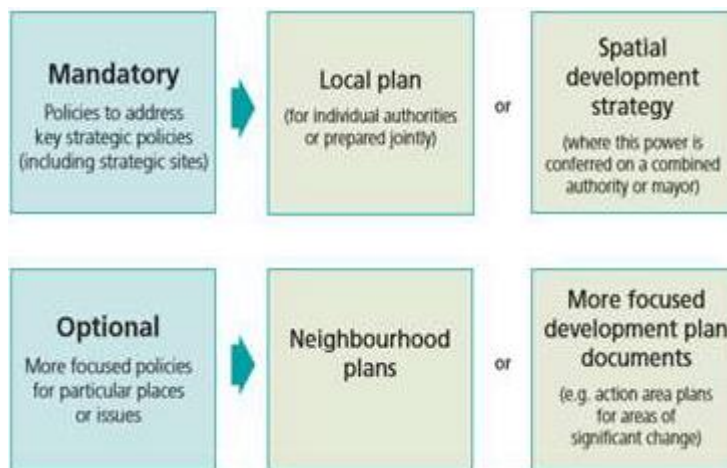 Mandatory
Policies to address
key strategic policies
(including strategic sites)
Local plan
(for individual authorities
or prepared jointly)
or
Spatial
development
strategy
(where this power is
conferred on a combined
authority or mayor)
Optional
More focused policies
for particular places
or issues
Neighbourhood
plans
or
More focused
development plan
documents
(e.g. action area plans
for areas of
significant change)